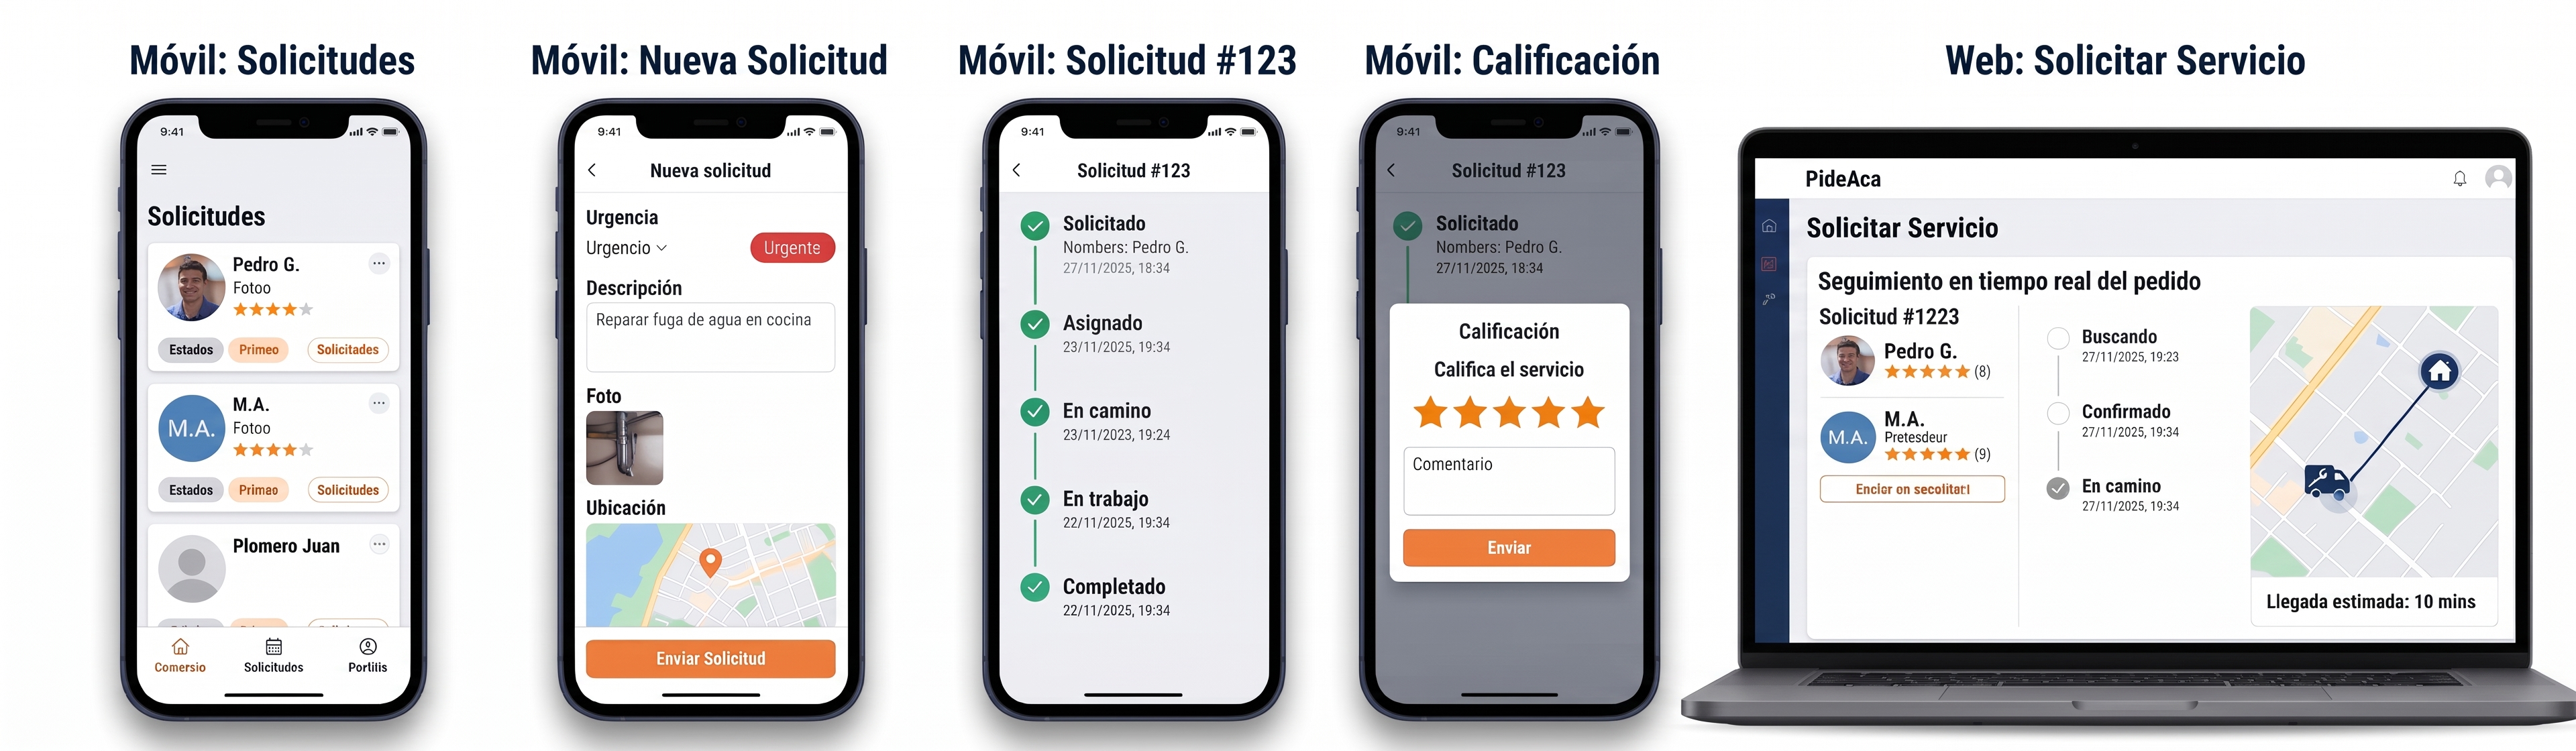 Móvil: Solicitudes
9:41
Solicitudes
Pedro G.
Fotoo
Estados Primeo Solicitades
M.A.
M.A.
Fotoo
Estados Primao Solicitudes
Plomero Juan
Comersio Solicitudos Portilis
Móvil: Nueva Solicitud
9:41
Nueva solicitud
Urgencia
Urgencio Urgente
Descripción
Reparar fuga de agua en cocina
Foto
Ubicación
Enviar Solicitud
Móvil: Solicitud #123
9:41
Solicitud #123
Solicitado
Nombers: Pedro G.
27/11/2025, 18:34
Asignado
23/11/2025, 19:34
En camino
23/11/2023, 19:24
En trabajo
22/11/2025, 19:34
Completado
22/11/2025, 19:34
Móvil: Calificación
9:41
Solicitud #123
Solicitado
Nombers: Pedro G.
27/11/2025, 18:34
Calificación
Califica el servicio
Comentario
Enviar
Web: Solicitar Servicio
PideAca
Solicitar Servicio
Seguimiento en tiempo real del pedido
Solicitud #1223
Pedro G.
(8)
M.A.
M.A.
Pretesdeur
(9)
Encior on secolitart
Buscando
27/11/2025, 19:23
Confirmado
27/11/2025, 19:34
En camino
27/11/2025, 19:34
Llegada estimada: 10 mins